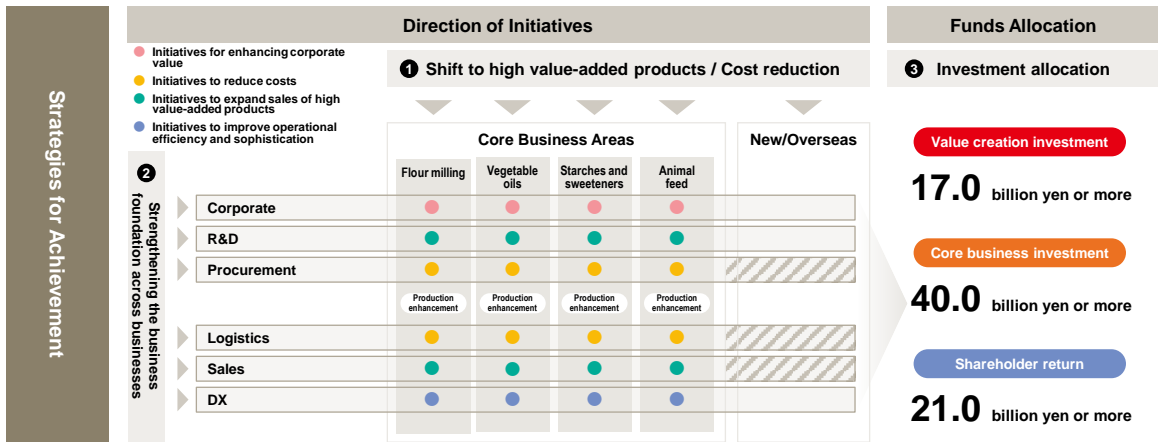 Strategies for Achievement
Direction of Initiatives
Initiatives for enhancing corporate
value
Initiatives to reduce costs
Initiatives to expand sales of high
value-added products
Initiatives to improve operational
efficiency and sophistication
1 Shift to high value-added products / Cost reduction
Core Business Areas
New/Overseas
Flour milling
Vegetable
oils
Starches and
sweeteners
Animal
feed
2
Strengthening the business
foundation across businesses
Corporate
R&D
Procurement
Production
enhancement
Production
enhancement
Production
enhancement
Production
enhancement
Logistics
Sales
DX
Funds Allocation
3 Investment allocation
Value creation investment
17.0 billion yen or more
Core business investment
40.0 billion yen or more
Shareholder return
21.0 billion yen or more